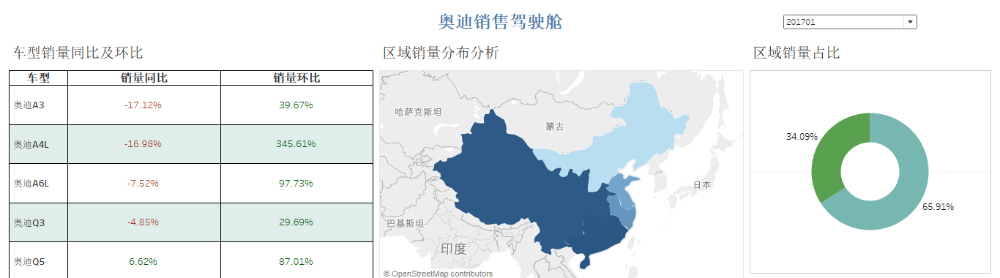 奥迪销售驾驶舱
201701
车型销量同比及环比
区域销量分布分析
区域销量占比
车型 销量同比 销量环比
奥迪A3 -17.12% 39.67%
奥迪A4L -16.98% 345.61%
奥迪A6L -7.52% 97.73%
奥迪Q3 -4.85% 29.69%
奥迪Q5 6.62% 87.01%
哈萨克斯坦
蒙古
日本
巴基斯坦
印度
© OpenStreetMap contributors
34.09%
65.91%